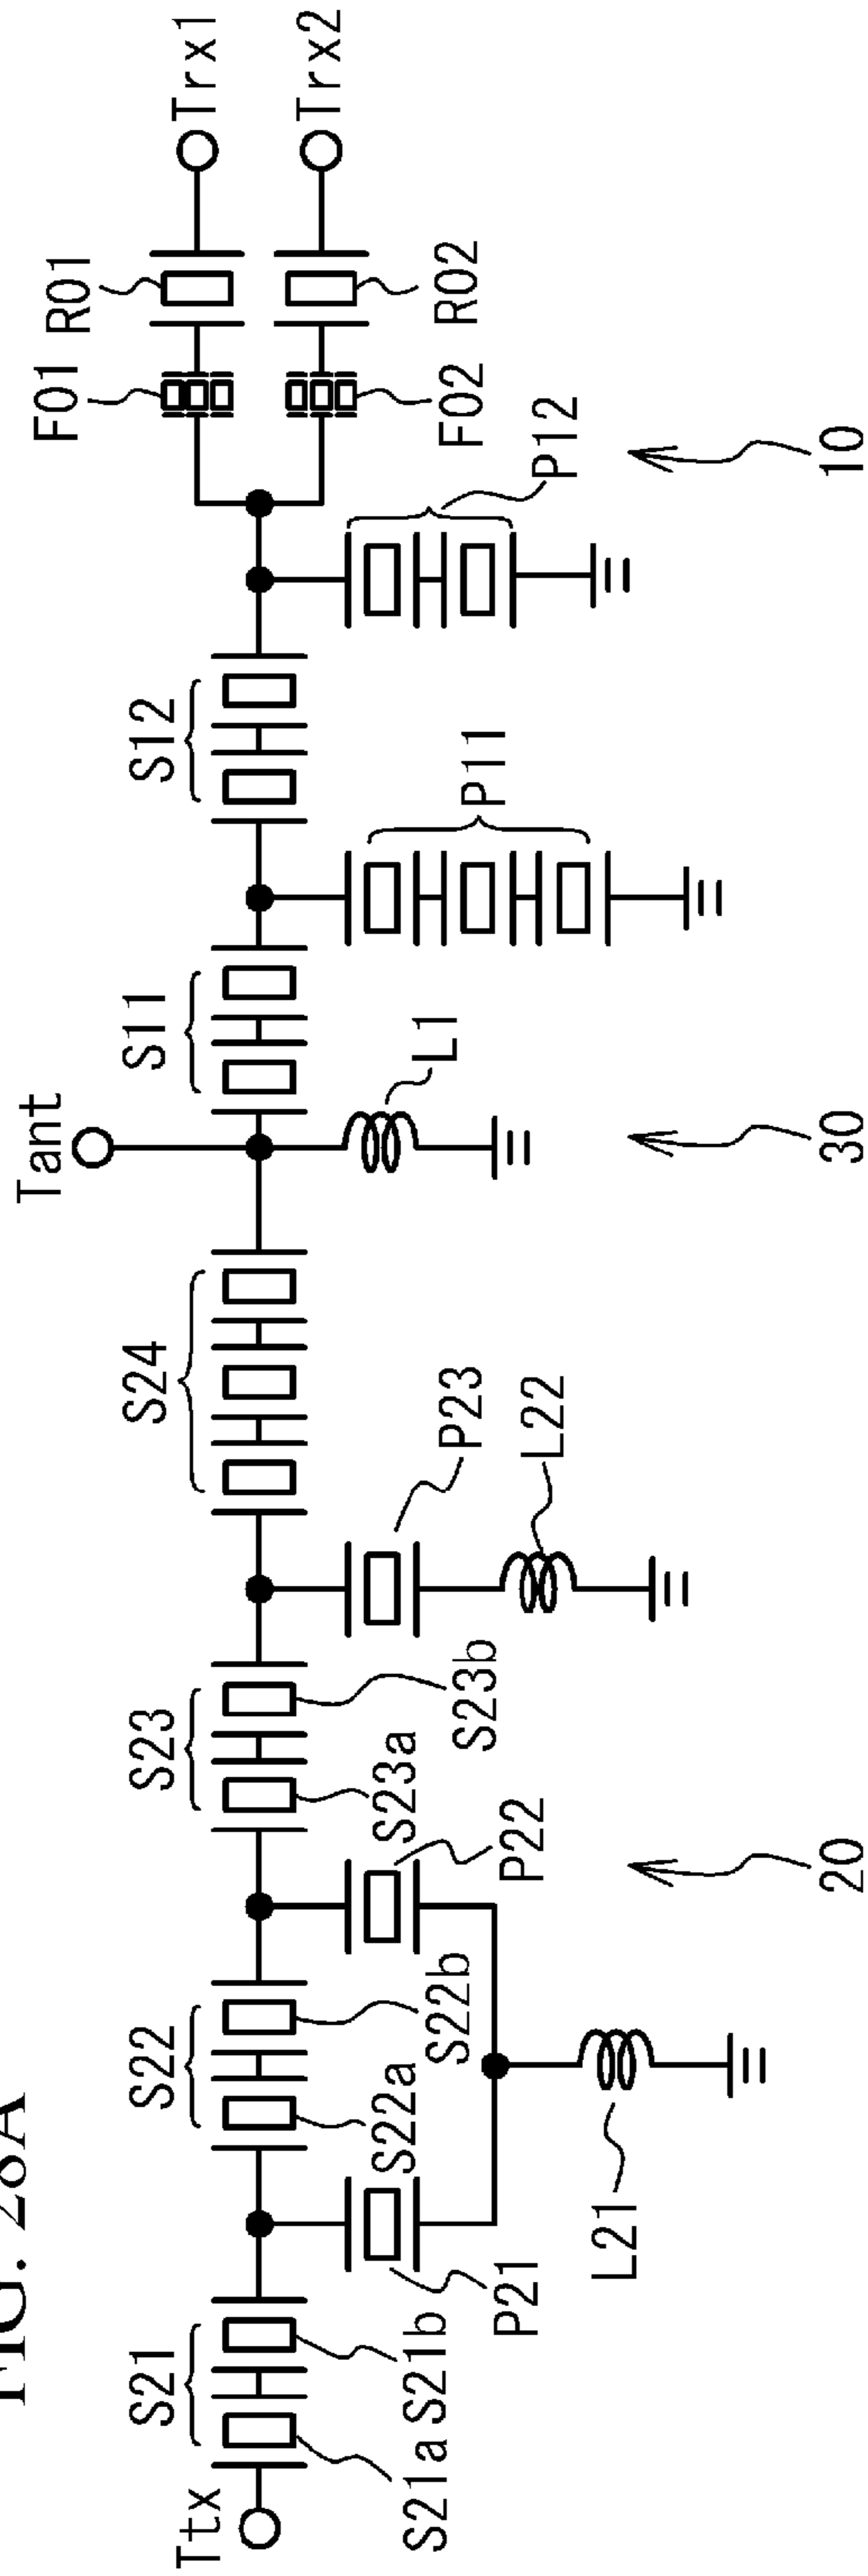 FIG. 28A
Ttx
S21
S21a
S21b
P21
L21
S22
S22a
S22b
P22
S23
S23a
S23b
P23
L22
S24
20
Tant
L1
30
S11
P11
S12
P12
10
F01
R01
Trx1
F02
R02
Trx2